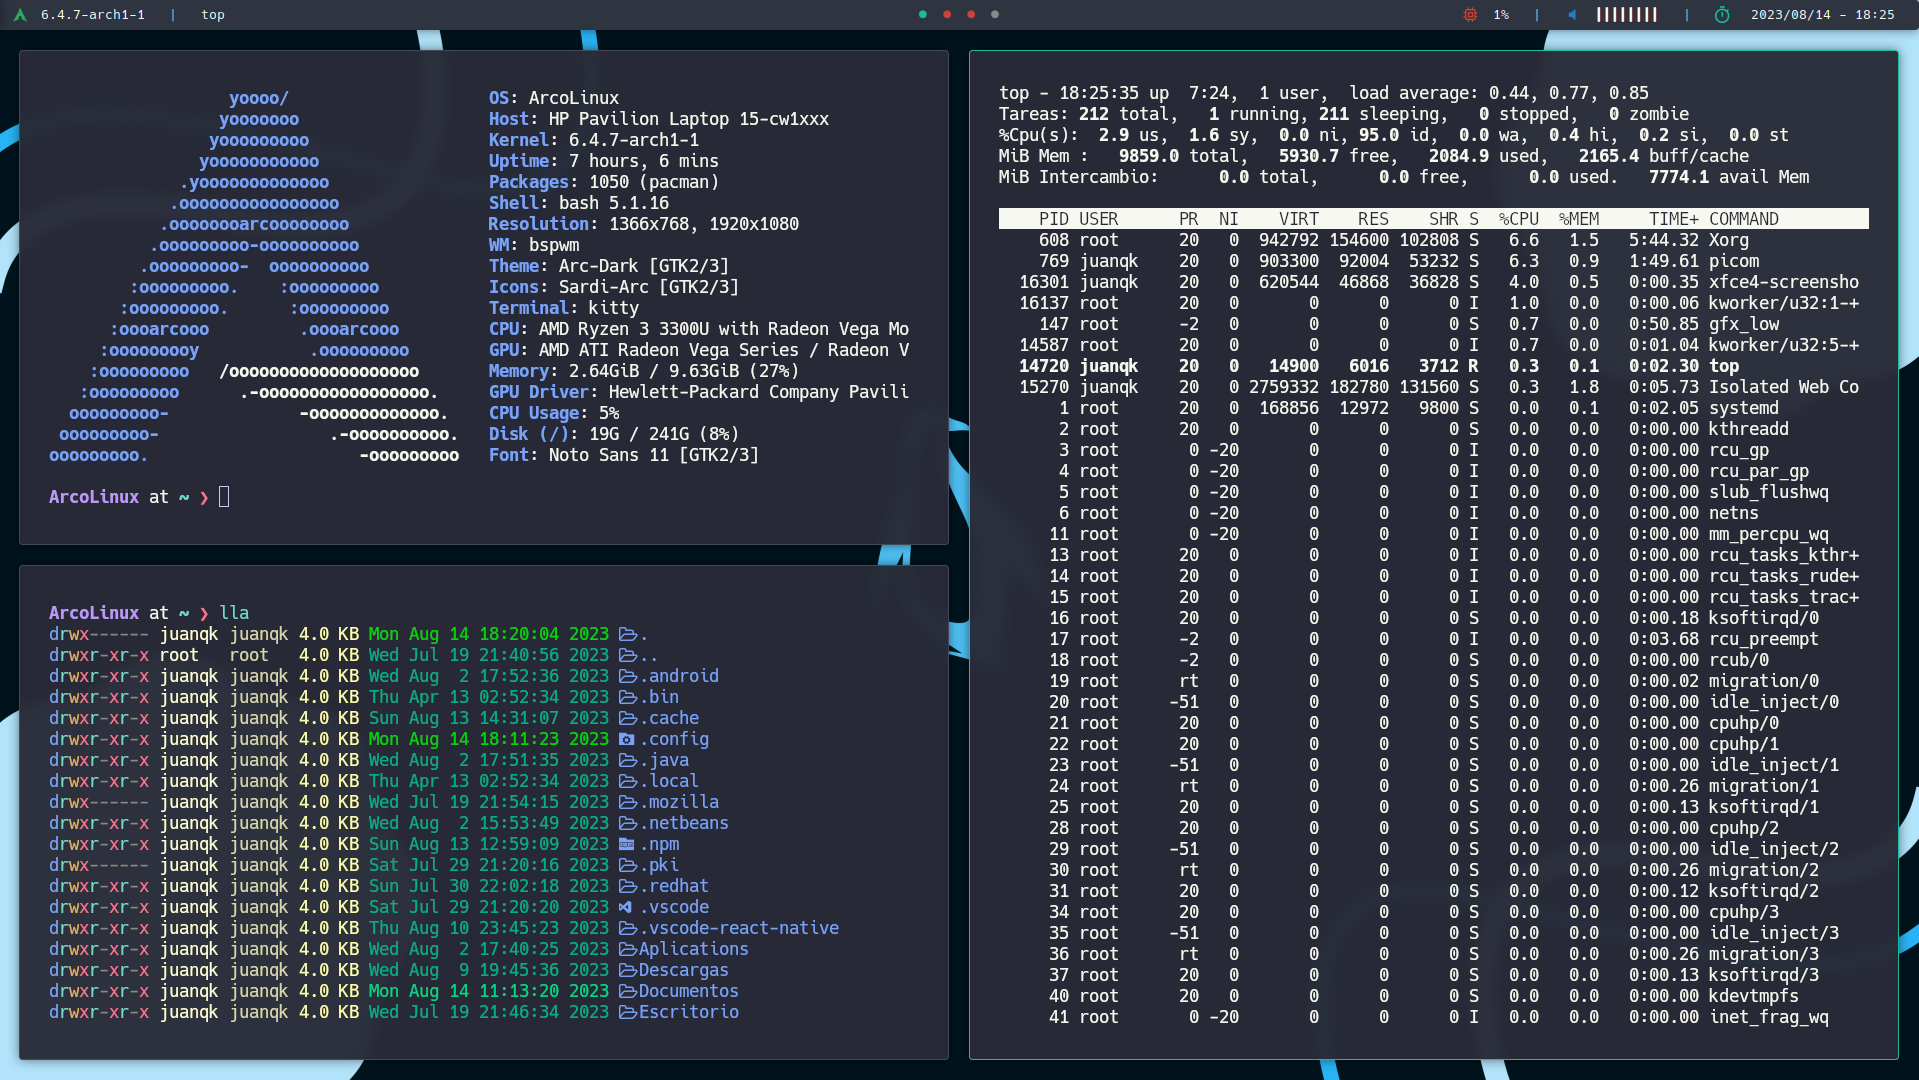 6.4.7-arch1-1 | top
1% | | 2023/08/14 - 18:25
yoooo/
yooooooo
yooooooooo
yooooooooooo
.yooooooooooooo
.oooooooooooooooo
.ooooooooarcoooooooo
.ooooooooo-oooooooooo
.ooooooooo-  oooooooooo
:ooooooooo.    :ooooooooo
:ooooooooo.      :ooooooooo
:oooarcooo         .oooarcooo
:ooooooooy           .ooooooooo
:ooooooooo   /ooooooooooooooooooo
:ooooooooo      .-ooooooooooooooooo.
ooooooooo-             -ooooooooooooo.
ooooooooo-                 .-oooooooooo.
ooooooooo.                     -ooooooooo
OS: ArcoLinux
Host: HP Pavilion Laptop 15-cw1xxx
Kernel: 6.4.7-arch1-1
Uptime: 7 hours, 6 mins
Packages: 1050 (pacman)
Shell: bash 5.1.16
Resolution: 1366x768, 1920x1080
WM: bspwm
Theme: Arc-Dark [GTK2/3]
Icons: Sardi-Arc [GTK2/3]
Terminal: kitty
CPU: AMD Ryzen 3 3300U with Radeon Vega Mo
GPU: AMD ATI Radeon Vega Series / Radeon V
Memory: 2.64GiB / 9.63GiB (27%)
GPU Driver: Hewlett-Packard Company Pavili
CPU Usage: 5%
Disk (/): 19G / 241G (8%)
Font: Noto Sans 11 [GTK2/3]
ArcoLinux at ~ ❯
ArcoLinux at ~ ❯ lla
drwx------ juanqk juanqk 4.0 KB Mon Aug 14 18:20:04 2023 .
drwxr-xr-x root   root   4.0 KB Wed Jul 19 21:40:56 2023 ..
drwxr-xr-x juanqk juanqk 4.0 KB Wed Aug  2 17:52:36 2023 .android
drwxr-xr-x juanqk juanqk 4.0 KB Thu Apr 13 02:52:34 2023 .bin
drwxr-xr-x juanqk juanqk 4.0 KB Sun Aug 13 14:31:07 2023 .cache
drwxr-xr-x juanqk juanqk 4.0 KB Mon Aug 14 18:11:23 2023 .config
drwxr-xr-x juanqk juanqk 4.0 KB Wed Aug  2 17:51:35 2023 .java
drwxr-xr-x juanqk juanqk 4.0 KB Thu Apr 13 02:52:34 2023 .local
drwx------ juanqk juanqk 4.0 KB Wed Jul 19 21:54:15 2023 .mozilla
drwxr-xr-x juanqk juanqk 4.0 KB Wed Aug  2 15:53:49 2023 .netbeans
drwxr-xr-x juanqk juanqk 4.0 KB Sun Aug 13 12:59:09 2023 .npm
drwx------ juanqk juanqk 4.0 KB Sat Jul 29 21:20:16 2023 .pki
drwxr-xr-x juanqk juanqk 4.0 KB Sun Jul 30 22:02:18 2023 .redhat
drwxr-xr-x juanqk juanqk 4.0 KB Sat Jul 29 21:20:20 2023 .vscode
drwxr-xr-x juanqk juanqk 4.0 KB Thu Aug 10 23:45:23 2023 .vscode-react-native
drwxr-xr-x juanqk juanqk 4.0 KB Wed Aug  2 17:40:25 2023 Aplications
drwxr-xr-x juanqk juanqk 4.0 KB Wed Aug  9 19:45:36 2023 Descargas
drwxr-xr-x juanqk juanqk 4.0 KB Mon Aug 14 11:13:20 2023 Documentos
drwxr-xr-x juanqk juanqk 4.0 KB Wed Jul 19 21:46:34 2023 Escritorio
top - 18:25:35 up  7:24,  1 user,  load average: 0.44, 0.77, 0.85
Tareas: 212 total,   1 running, 211 sleeping,   0 stopped,   0 zombie
%Cpu(s):  2.9 us,  1.6 sy,  0.0 ni, 95.0 id,  0.0 wa,  0.4 hi,  0.2 si,  0.0 st
MiB Mem :   9859.0 total,   5930.7 free,   2084.9 used,   2165.4 buff/cache
MiB Intercambio:      0.0 total,      0.0 free,      0.0 used.   7774.1 avail Mem
PID USER      PR  NI    VIRT    RES    SHR S  %CPU  %MEM     TIME+ COMMAND
608 root      20   0  942792 154600 102808 S   6.6   1.5   5:44.32 Xorg
769 juanqk    20   0  903300  92004  53232 S   6.3   0.9   1:49.61 picom
16301 juanqk    20   0  620544  46868  36828 S   4.0   0.5   0:00.35 xfce4-screensho
16137 root      20   0       0      0      0 I   1.0   0.0   0:00.06 kworker/u32:1-+
147 root      -2   0       0      0      0 S   0.7   0.0   0:50.85 gfx_low
14587 root      20   0       0      0      0 I   0.7   0.0   0:01.04 kworker/u32:5-+
14720 juanqk    20   0   14900   6016   3712 R   0.3   0.1   0:02.30 top
15270 juanqk    20   0 2759332 182780 131560 S   0.3   1.8   0:05.73 Isolated Web Co
1 root      20   0  168856  12972   9800 S   0.0   0.1   0:02.05 systemd
2 root      20   0       0      0      0 S   0.0   0.0   0:00.00 kthreadd
3 root       0 -20       0      0      0 I   0.0   0.0   0:00.00 rcu_gp
4 root       0 -20       0      0      0 I   0.0   0.0   0:00.00 rcu_par_gp
5 root       0 -20       0      0      0 I   0.0   0.0   0:00.00 slub_flushwq
6 root       0 -20       0      0      0 I   0.0   0.0   0:00.00 netns
11 root       0 -20       0      0      0 I   0.0   0.0   0:00.00 mm_percpu_wq
13 root      20   0       0      0      0 I   0.0   0.0   0:00.00 rcu_tasks_kthr+
14 root      20   0       0      0      0 I   0.0   0.0   0:00.00 rcu_tasks_rude+
15 root      20   0       0      0      0 I   0.0   0.0   0:00.00 rcu_tasks_trac+
16 root      20   0       0      0      0 S   0.0   0.0   0:00.18 ksoftirqd/0
17 root      -2   0       0      0      0 I   0.0   0.0   0:03.68 rcu_preempt
18 root      -2   0       0      0      0 S   0.0   0.0   0:00.00 rcub/0
19 root      rt   0       0      0      0 S   0.0   0.0   0:00.02 migration/0
20 root     -51   0       0      0      0 S   0.0   0.0   0:00.00 idle_inject/0
21 root      20   0       0      0      0 S   0.0   0.0   0:00.00 cpuhp/0
22 root      20   0       0      0      0 S   0.0   0.0   0:00.00 cpuhp/1
23 root     -51   0       0      0      0 S   0.0   0.0   0:00.00 idle_inject/1
24 root      rt   0       0      0      0 S   0.0   0.0   0:00.26 migration/1
25 root      20   0       0      0      0 S   0.0   0.0   0:00.13 ksoftirqd/1
28 root      20   0       0      0      0 S   0.0   0.0   0:00.00 cpuhp/2
29 root     -51   0       0      0      0 S   0.0   0.0   0:00.00 idle_inject/2
30 root      rt   0       0      0      0 S   0.0   0.0   0:00.26 migration/2
31 root      20   0       0      0      0 S   0.0   0.0   0:00.12 ksoftirqd/2
34 root      20   0       0      0      0 S   0.0   0.0   0:00.00 cpuhp/3
35 root     -51   0       0      0      0 S   0.0   0.0   0:00.00 idle_inject/3
36 root      rt   0       0      0      0 S   0.0   0.0   0:00.26 migration/3
37 root      20   0       0      0      0 S   0.0   0.0   0:00.13 ksoftirqd/3
40 root      20   0       0      0      0 S   0.0   0.0   0:00.00 kdevtmpfs
41 root       0 -20       0      0      0 I   0.0   0.0   0:00.00 inet_frag_wq